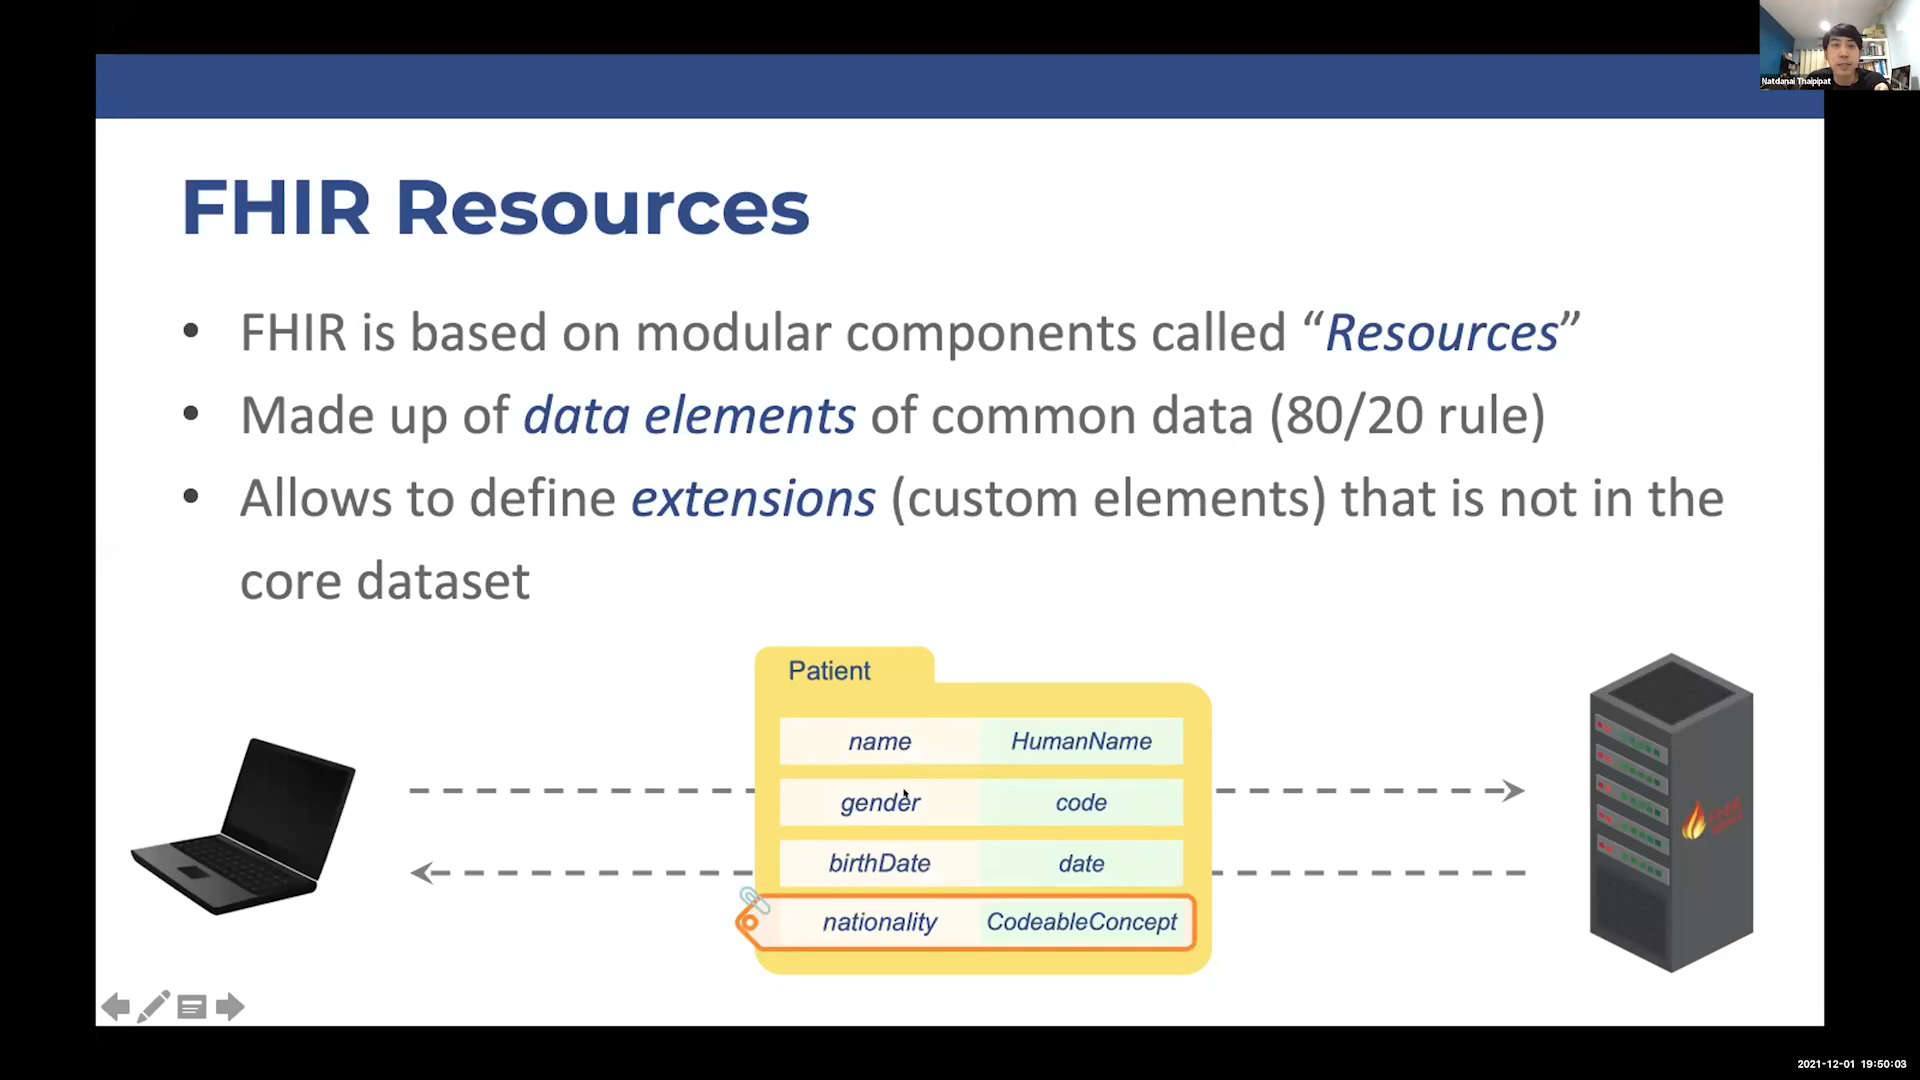 Natdanai Thaipipat
FHIR Resources
• FHIR is based on modular components called “Resources”
• Made up of data elements of common data (80/20 rule)
• Allows to define extensions (custom elements) that is not in the
core dataset
Patient
name HumanName
gender code
birthDate date
nationality CodeableConcept
2021-12-01 19:50:03